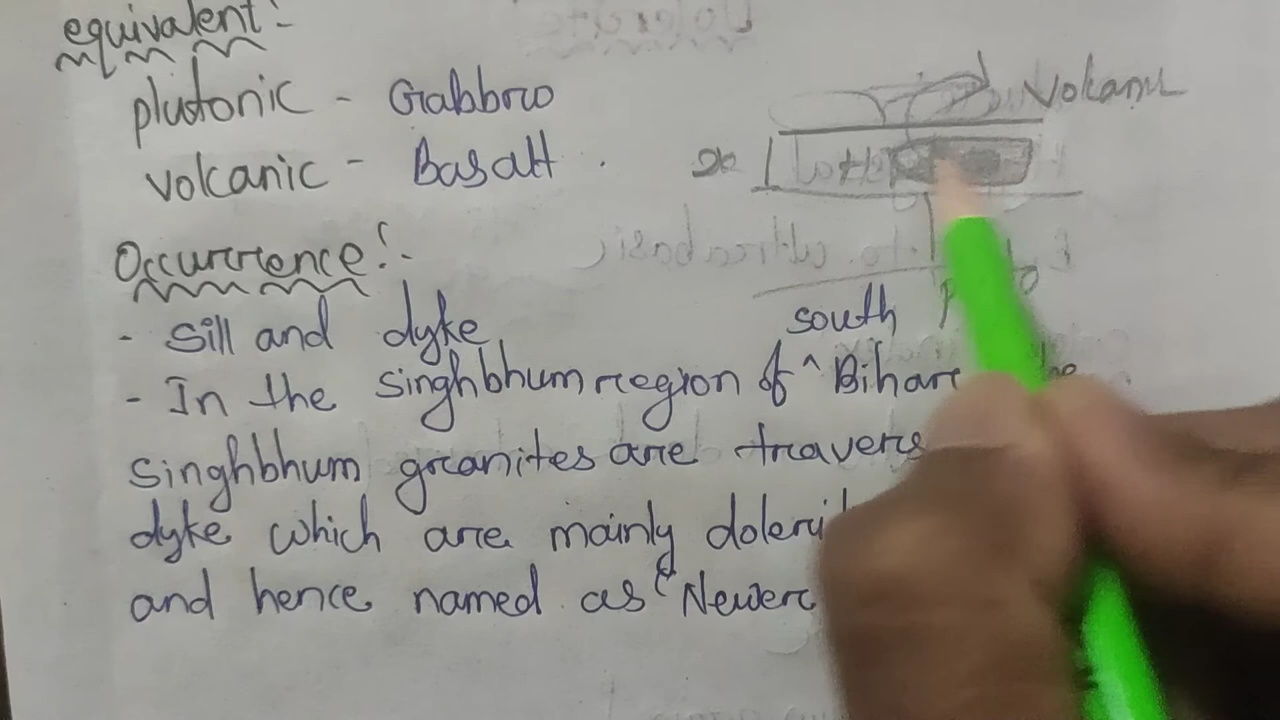 equivalent:-
plutonic - Gabbro
volcanic - Basalt .
Occurrence:-
- Sill and dyke
south
- In the singhbhum region of ^ Bihar
singhbhum granites are travers
dyke which are mainly doleri
and hence named as "Newer